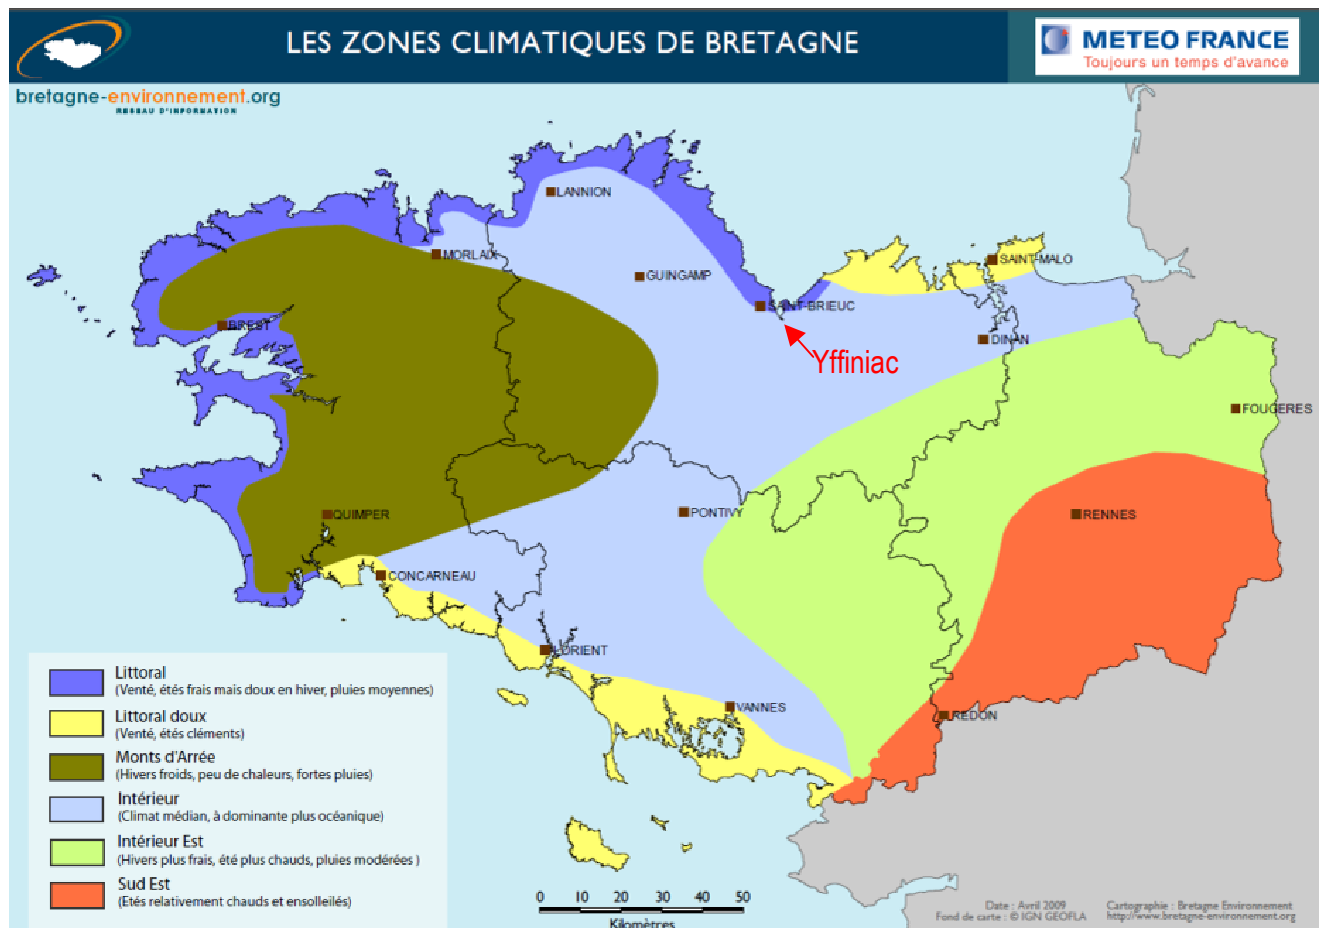 LES ZONES CLIMATIQUES DE BRETAGNE
METEO FRANCE
Toujours un temps d'avance
bretagne-environnement.org
RESEAU D'INFORMATION
LANNION
MORLAIX
GUINGAMP
SAINT-MALO
SAINT-BRIEUC
BREST
DINAN
Yffiniac
FOUGERES
QUIMPER
PONTIVY
RENNES
CONCARNEAU
LORIENT
VANNES
REDON
Littoral
(Venté, étés frais mais doux en hiver, pluies moyennes)
Littoral doux
(Venté, étés cléments)
Monts d'Arrée
(Hivers froids, peu de chaleurs, fortes pluies)
Intérieur
(Climat médian, à dominante plus océanique)
Intérieur Est
(Hivers plus frais, été plus chauds, pluies modérées )
Sud Est
(Etés relativement chauds et ensolleilés)
0 10 20 30 40 50
Kilomètres
Date : Avril 2009
Fond de carte : © IGN GEOFLA
Cartographie : Bretagne Environnement
http://www.bretagne-environnement.org